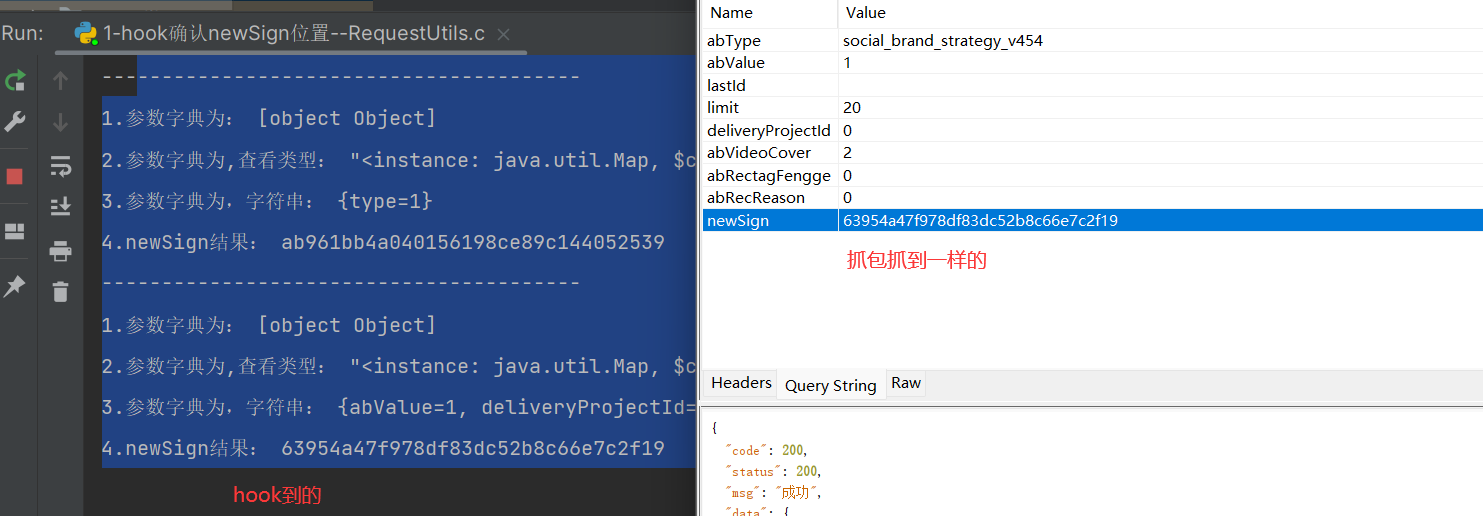 Run:
1-hook确认newSign位置--RequestUtils.c
----------------------------------------
1.参数字典为： [object Object]
2.参数字典为,查看类型： "<instance: java.util.Map, $c
3.参数字典为，字符串： {type=1}
4.newSign结果： ab961bb4a040156198ce89c144052539
----------------------------------------
1.参数字典为： [object Object]
2.参数字典为,查看类型： "<instance: java.util.Map, $c
3.参数字典为，字符串： {abValue=1, deliveryProjectId=
4.newSign结果： 63954a47f978df83dc52b8c66e7c2f19
hook到的
Name Value
abType social_brand_strategy_v454
abValue 1
lastId
limit 20
deliveryProjectId 0
abVideoCover 2
abRectagFengge 0
abRecReason 0
newSign 63954a47f978df83dc52b8c66e7c2f19
抓包抓到一样的
Headers Query String Raw
{
"code": 200,
"status": 200,
"msg": "成功",
"data": {